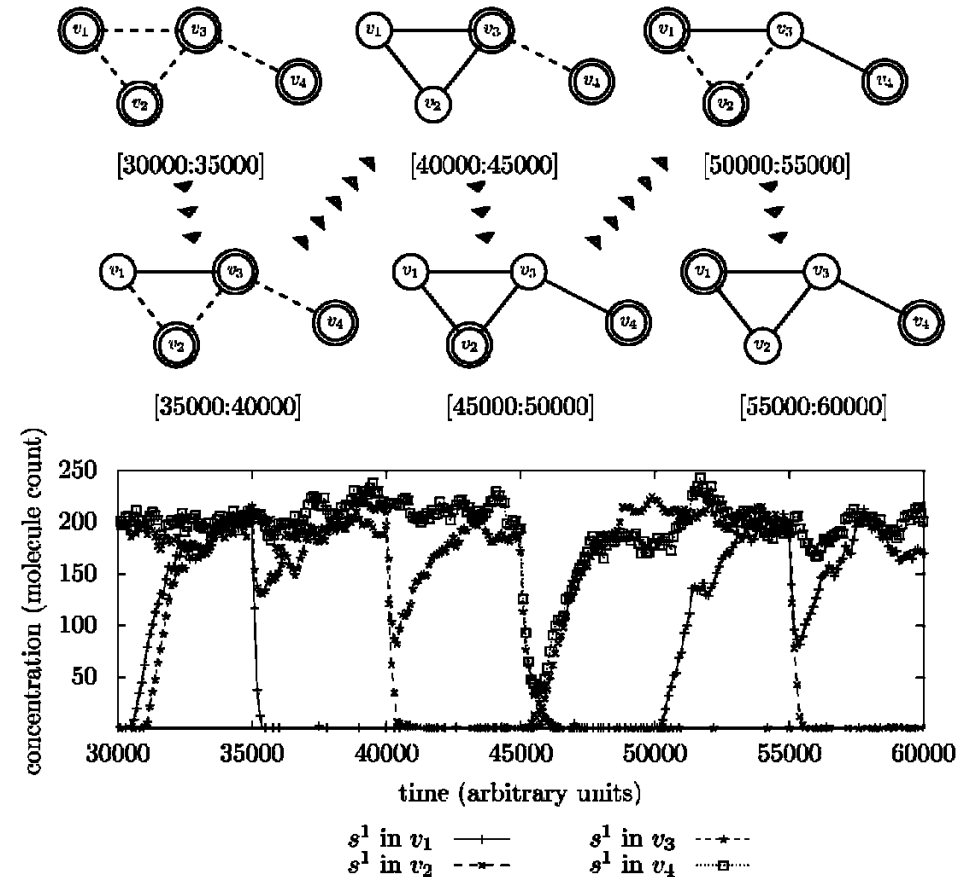 v₁ v₃ v₂ v₄
v₁ v₃ v₂ v₄
v₁ v₃ v₂ v₄
[30000:35000] [40000:45000] [50000:55000]
v₁ v₃ v₂ v₄
v₁ v₃ v₂ v₄
v₁ v₃ v₂ v₄
[35000:40000] [45000:50000] [55000:60000]
concentration (molecule count)
250
200
150
100
50
0
30000 35000 40000 45000 50000 55000 60000
time (arbitrary units)
s¹ in v₁ s¹ in v₃
s¹ in v₂ s¹ in v₄